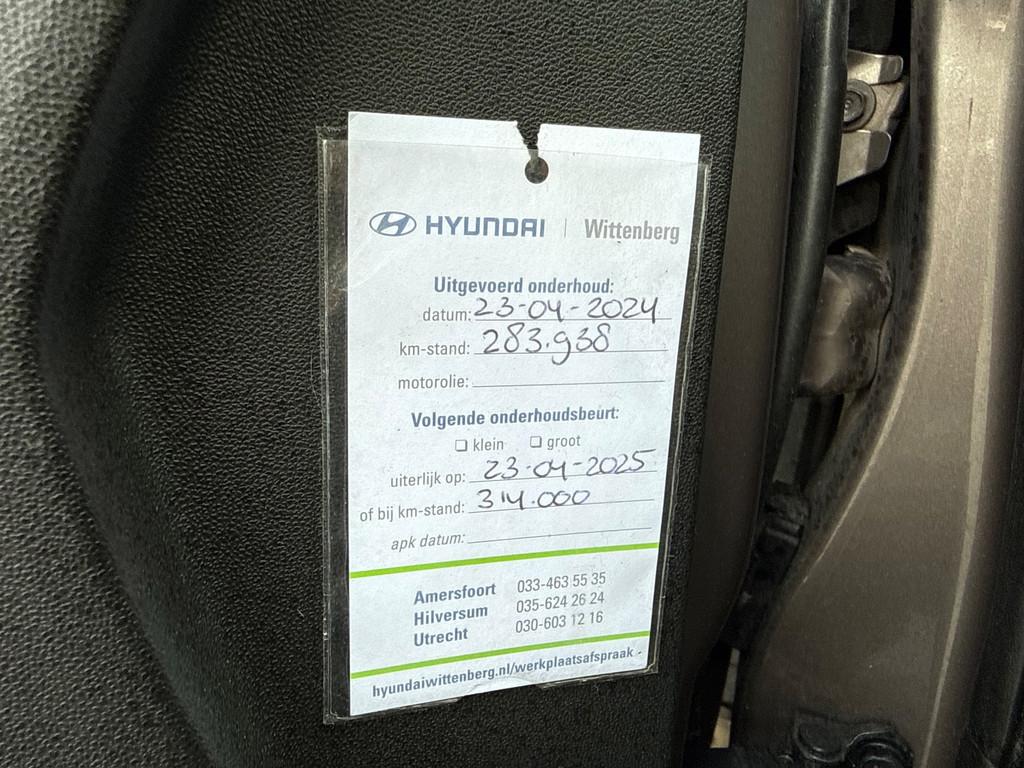 HYUNDAI | Wittenberg
Uitgevoerd onderhoud:
datum: 23-04-2024
km-stand: 283.938
motorolie:
Volgende onderhoudsbeurt:
☐ klein ☐ groot
uiterlijk op: 23-04-2025
of bij km-stand: 314.000
apk datum:
Amersfoort 033-463 55 35
Hilversum 035-624 26 24
Utrecht 030-603 12 16
hyundaiwittenberg.nl/werkplaatsafspraak